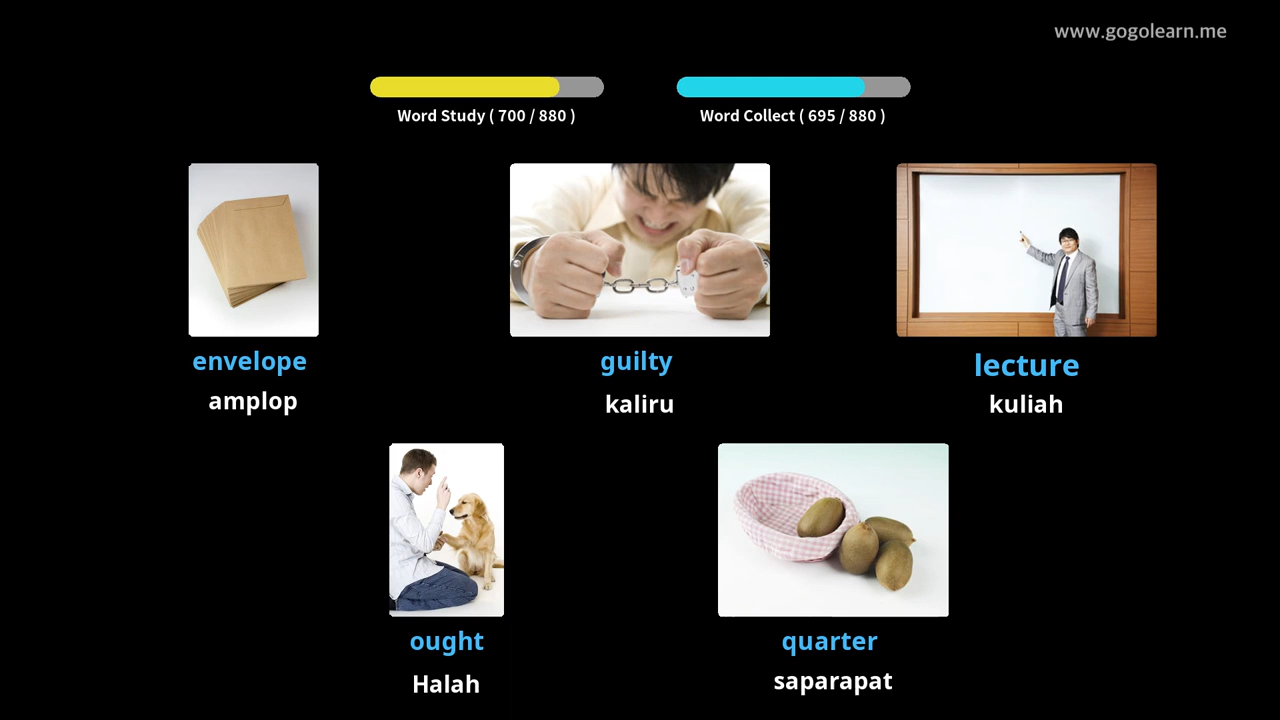 www.gogolearn.me
Word Study ( 700 / 880 )
Word Collect ( 695 / 880 )
envelope
amplop
guilty
kaliru
lecture
kuliah
ought
Halah
quarter
saparapat